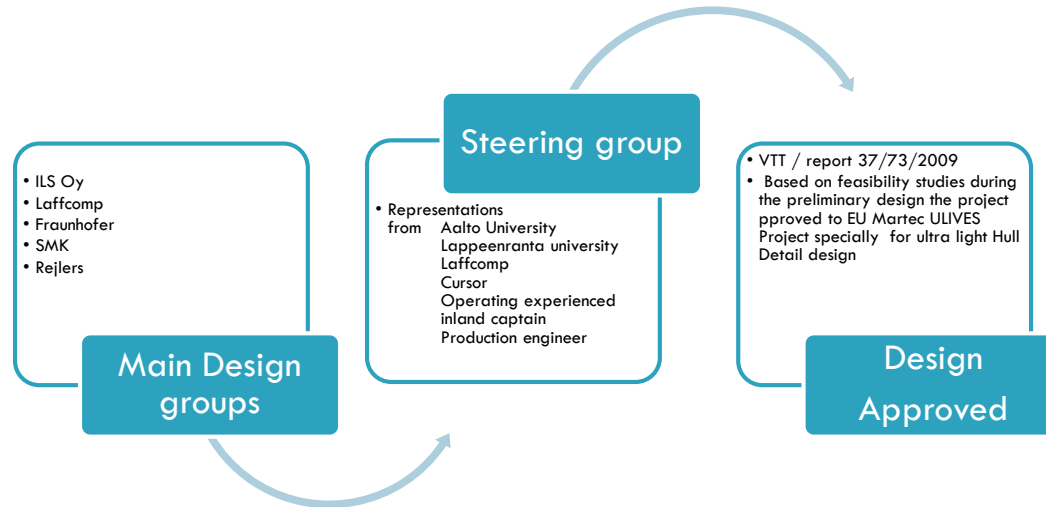 • ILS Oy
• Laffcomp
• Fraunhofer
• SMK
• Rejlers
Main Design
groups
Steering group
• Representations
from Aalto University
Lappeenranta university
Laffcomp
Cursor
Operating experienced
inland captain
Production engineer
• VTT / report 37/73/2009
• Based on feasibility studies during
the preliminary design the project
pproved to EU Martec ULIVES
Project specially for ultra light Hull
Detail design
Design
Approved